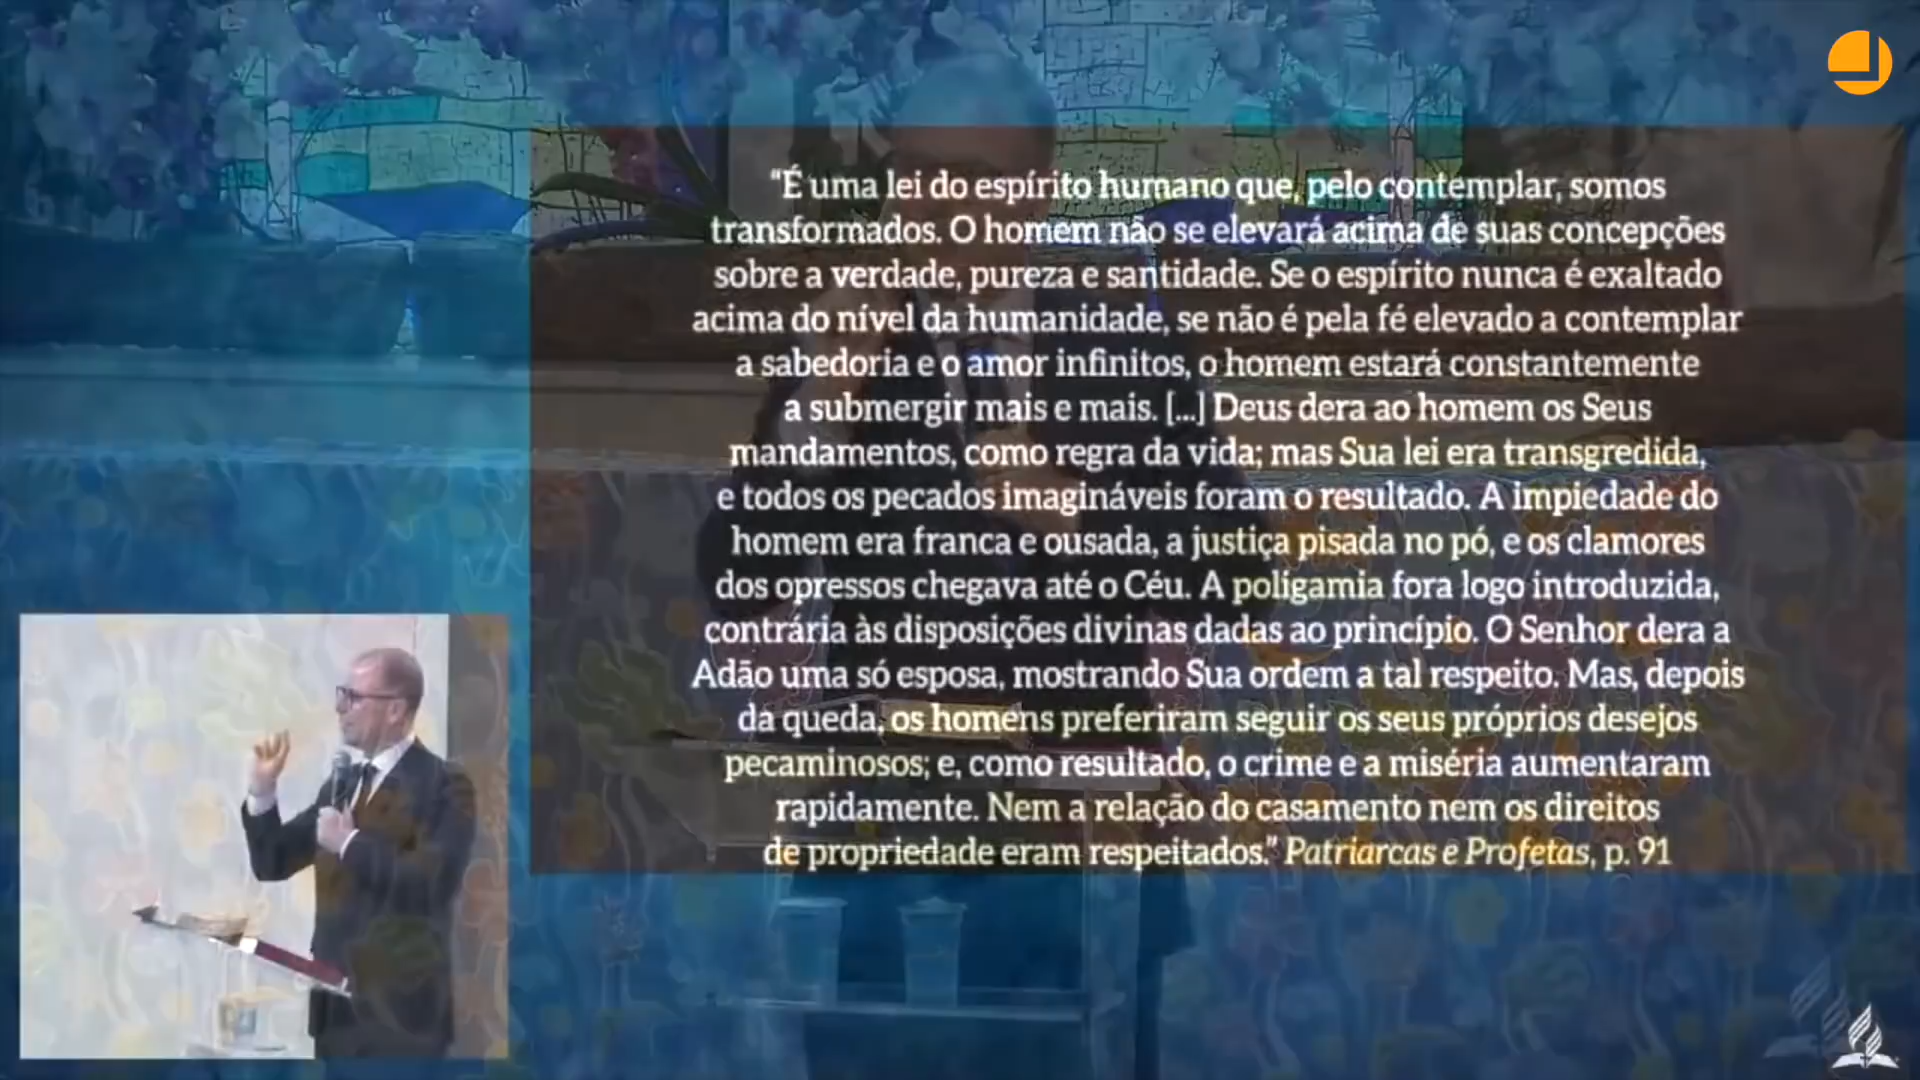 “É uma lei do espírito humano que, pelo contemplar, somos
transformados. O homem não se elevará acima de suas concepções
sobre a verdade, pureza e santidade. Se o espírito nunca é exaltado
acima do nível da humanidade, se não é pela fé elevado a contemplar
a sabedoria e o amor infinitos, o homem estará constantemente
a submergir mais e mais. [...] Deus dera ao homem os Seus
mandamentos, como regra da vida; mas Sua lei era transgredida,
e todos os pecados imagináveis foram o resultado. A impiedade do
homem era franca e ousada, a justiça pisada no pó, e os clamores
dos opressos chegava até o Céu. A poligamia fora logo introduzida,
contrária às disposições divinas dadas ao princípio. O Senhor dera a
Adão uma só esposa, mostrando Sua ordem a tal respeito. Mas, depois
da queda, os homens preferiram seguir os seus próprios desejos
pecaminosos; e, como resultado, o crime e a miséria aumentaram
rapidamente. Nem a relação do casamento nem os direitos
de propriedade eram respeitados.” Patriarcas e Profetas, p. 91